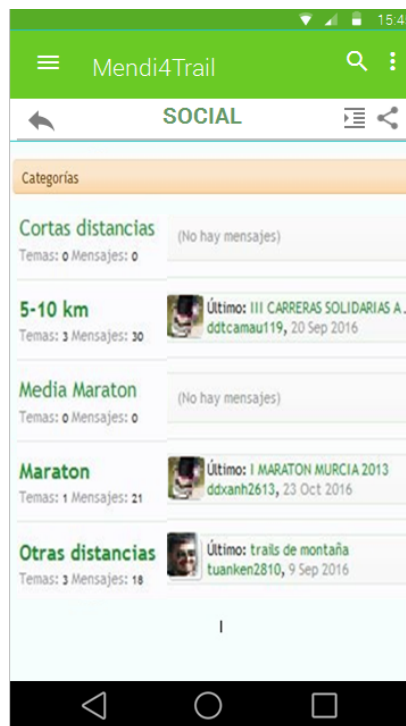 15:4
Mendi4Trail
SOCIAL
Categorías
Cortas distancias
Temas: 0 Mensajes: 0
(No hay mensajes)
5-10 km
Temas: 3 Mensajes: 30
Último: III CARRERAS SOLIDARIAS A..
ddtcamau119, 20 Sep 2016
Media Maraton
Temas: 0 Mensajes: 0
(No hay mensajes)
Maraton
Temas: 1 Mensajes: 21
Último: I MARATON MURCIA 2013
ddxanh2613, 23 Oct 2016
Otras distancias
Temas: 3 Mensajes: 18
Último: trails de montaña
tuanken2810, 9 Sep 2016
I